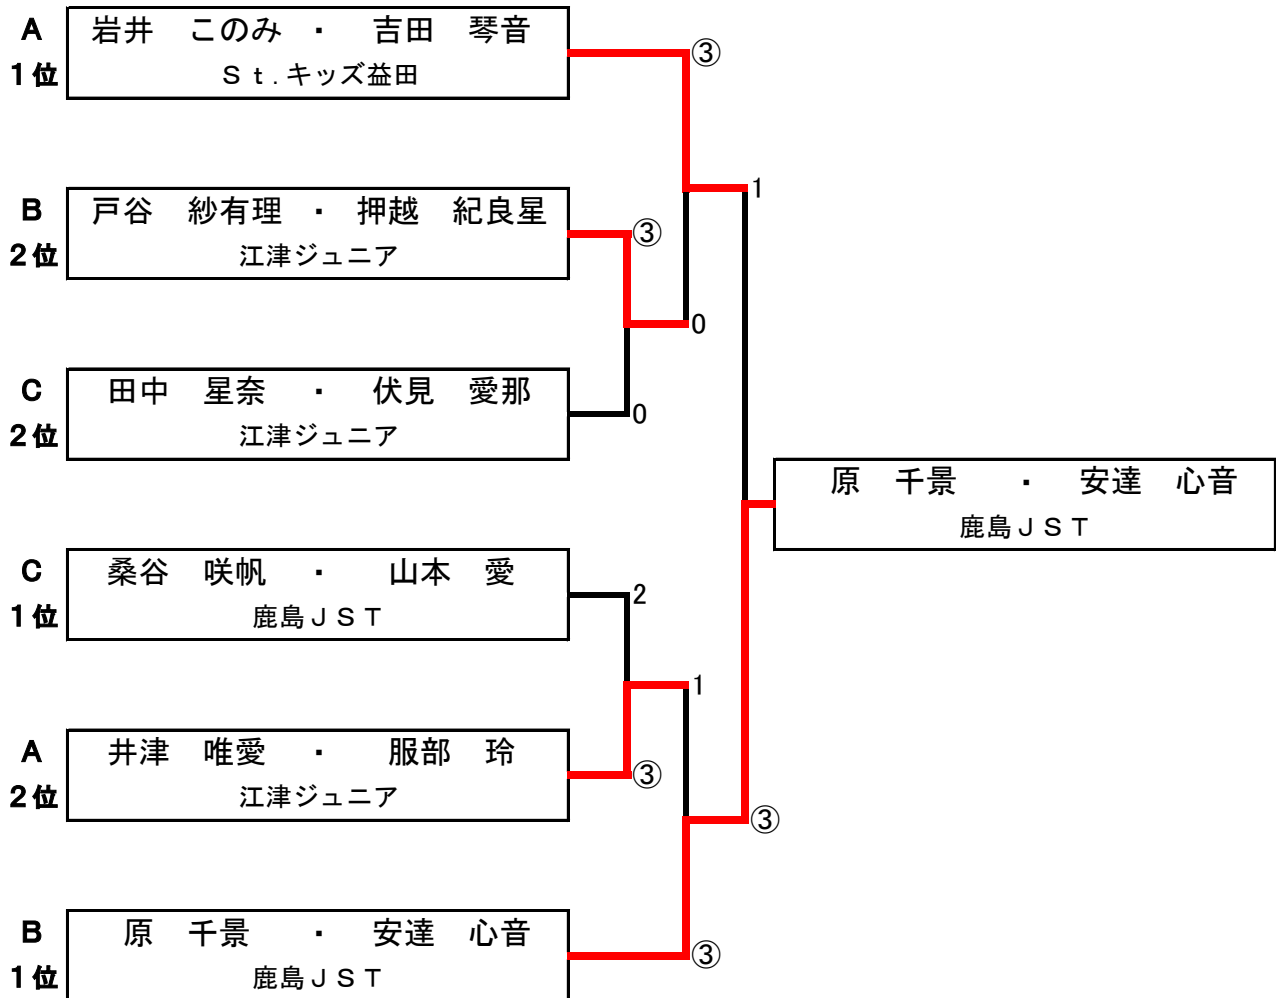 A
岩井　このみ　・　吉田　琴音
1位
Ｓｔ．キッズ益田
③
1
B
戸谷　紗有理　・　押越　紀良星
2位
江津ジュニア
③
0
C
田中　星奈　・　伏見　愛那
2位
江津ジュニア
0
原　千景　・　安達　心音
鹿島ＪＳＴ
C
桑谷　咲帆　・　山本　愛
1位
鹿島ＪＳＴ
2
1
A
井津　唯愛　・　服部　玲
2位
江津ジュニア
③
③
B
原　千景　・　安達　心音
1位
鹿島ＪＳＴ
③